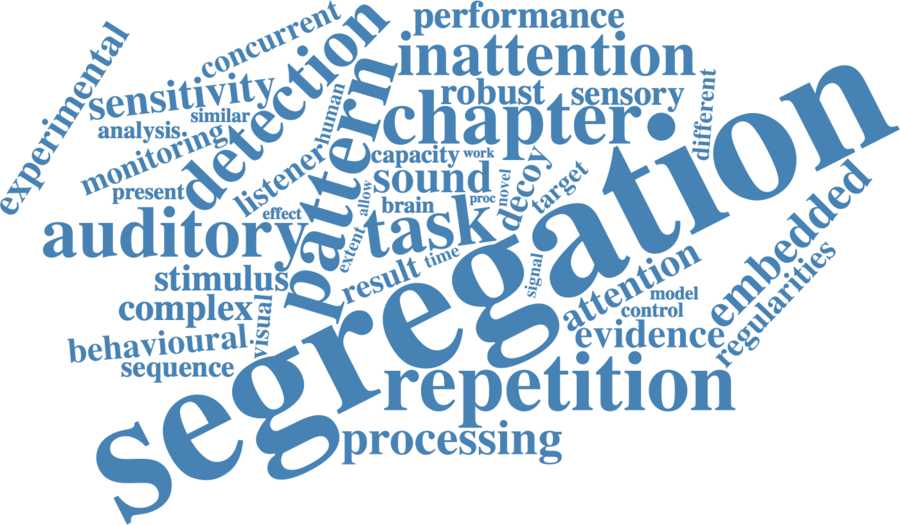 performance
concurrent
experimental
inattention
sensitivity
detection
robust
sensory
similar
human
chapter
different
analysis
monitoring
pattern
capacity
work
segregation
listener
present
sound
decoy
novel
target
allow
brain
proc
effect
auditory
task
embedded
extent
time
stimulus
result
signal
attention
regularities
complex
visual
model
control
behavioural
evidence
sequence
repetition
processing